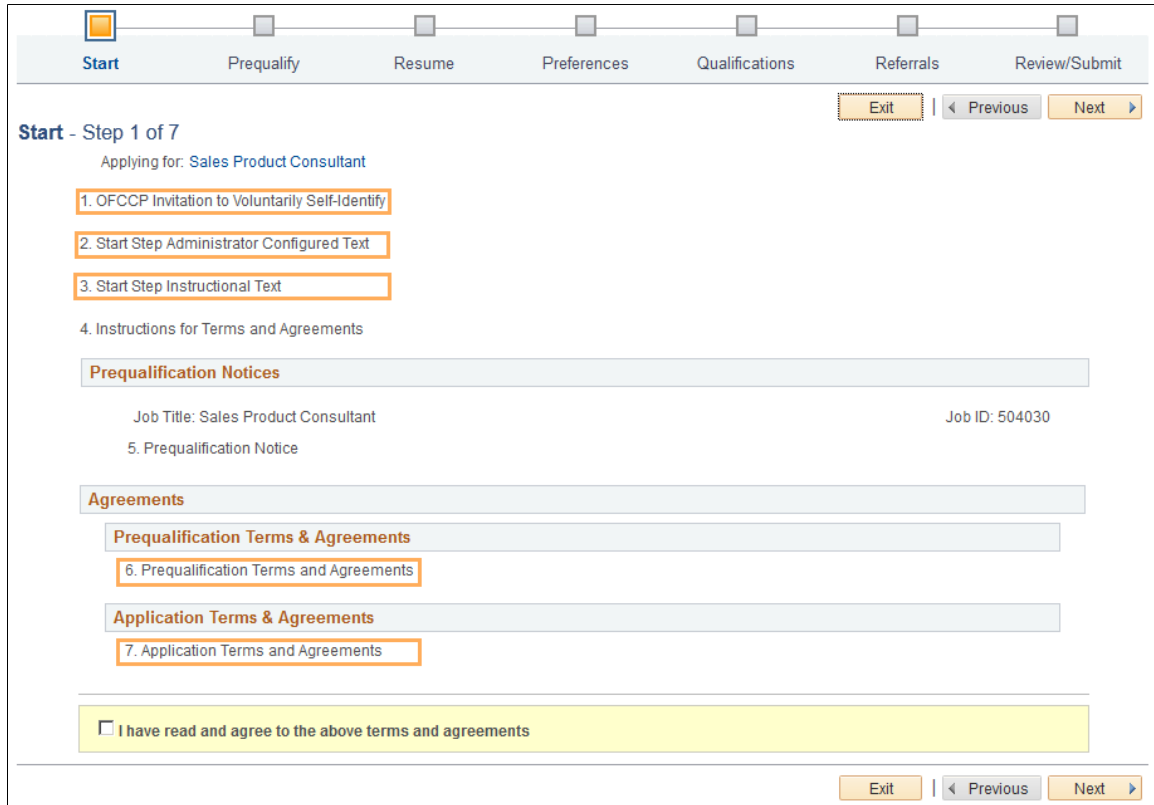 Start Prequalify Resume Preferences Qualifications Referrals Review/Submit
Exit | Previous Next
Start - Step 1 of 7
Applying for: Sales Product Consultant
1. OFCCP Invitation to Voluntarily Self-Identify
2. Start Step Administrator Configured Text
3. Start Step Instructional Text
4. Instructions for Terms and Agreements
Prequalification Notices
Job Title: Sales Product Consultant Job ID: 504030
5. Prequalification Notice
Agreements
Prequalification Terms & Agreements
6. Prequalification Terms and Agreements
Application Terms & Agreements
7. Application Terms and Agreements
I have read and agree to the above terms and agreements
Exit | Previous Next